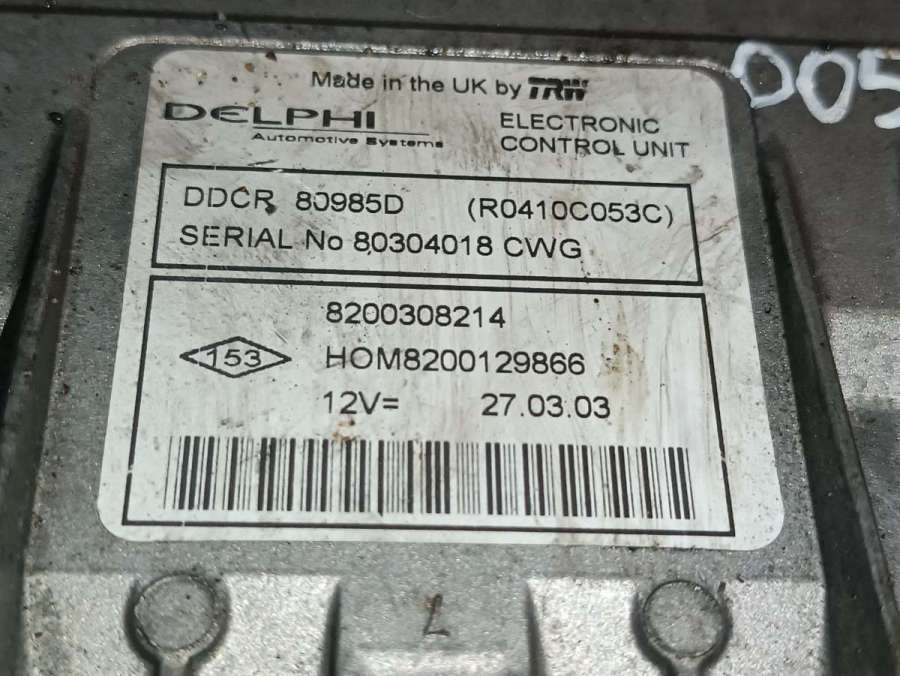 Made in the UK by TRW
DELPHI
Automotive Systems
ELECTRONIC
CONTROL UNIT
DDCR 80985D (R0410C053C)
SERIAL No 80304018 CWG
8200308214
153
HOM8200129866
12V= 27.03.03
005
L